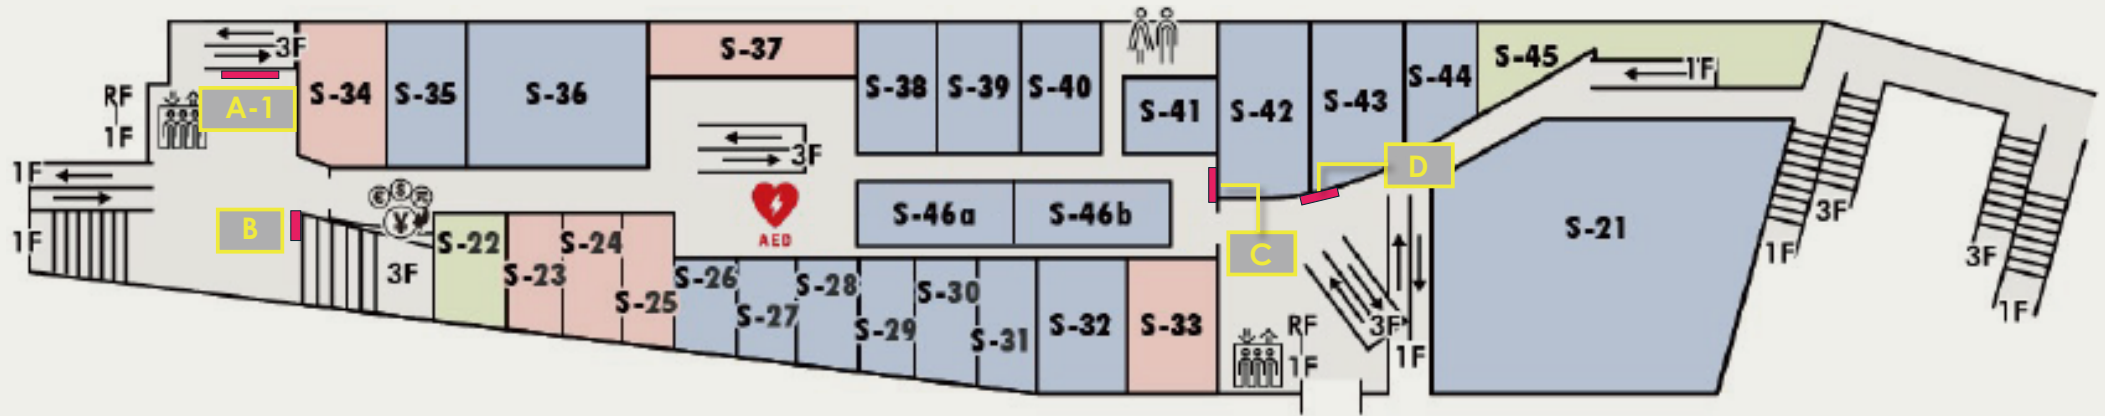 3F
S-34
S-35
S-36
S-37
S-38
S-39
S-40
S-41
S-42
S-43
S-44
S-45
1F
RF
1F
A-1
1F
1F
B
€
$
元
¥
3F
S-22
S-23
S-24
S-25
S-26
S-27
S-28
S-29
S-30
S-31
S-32
S-33
3F
AED
S-46a
S-46b
C
D
RF
1F
3F
1F
S-21
1F
3F
3F
1F